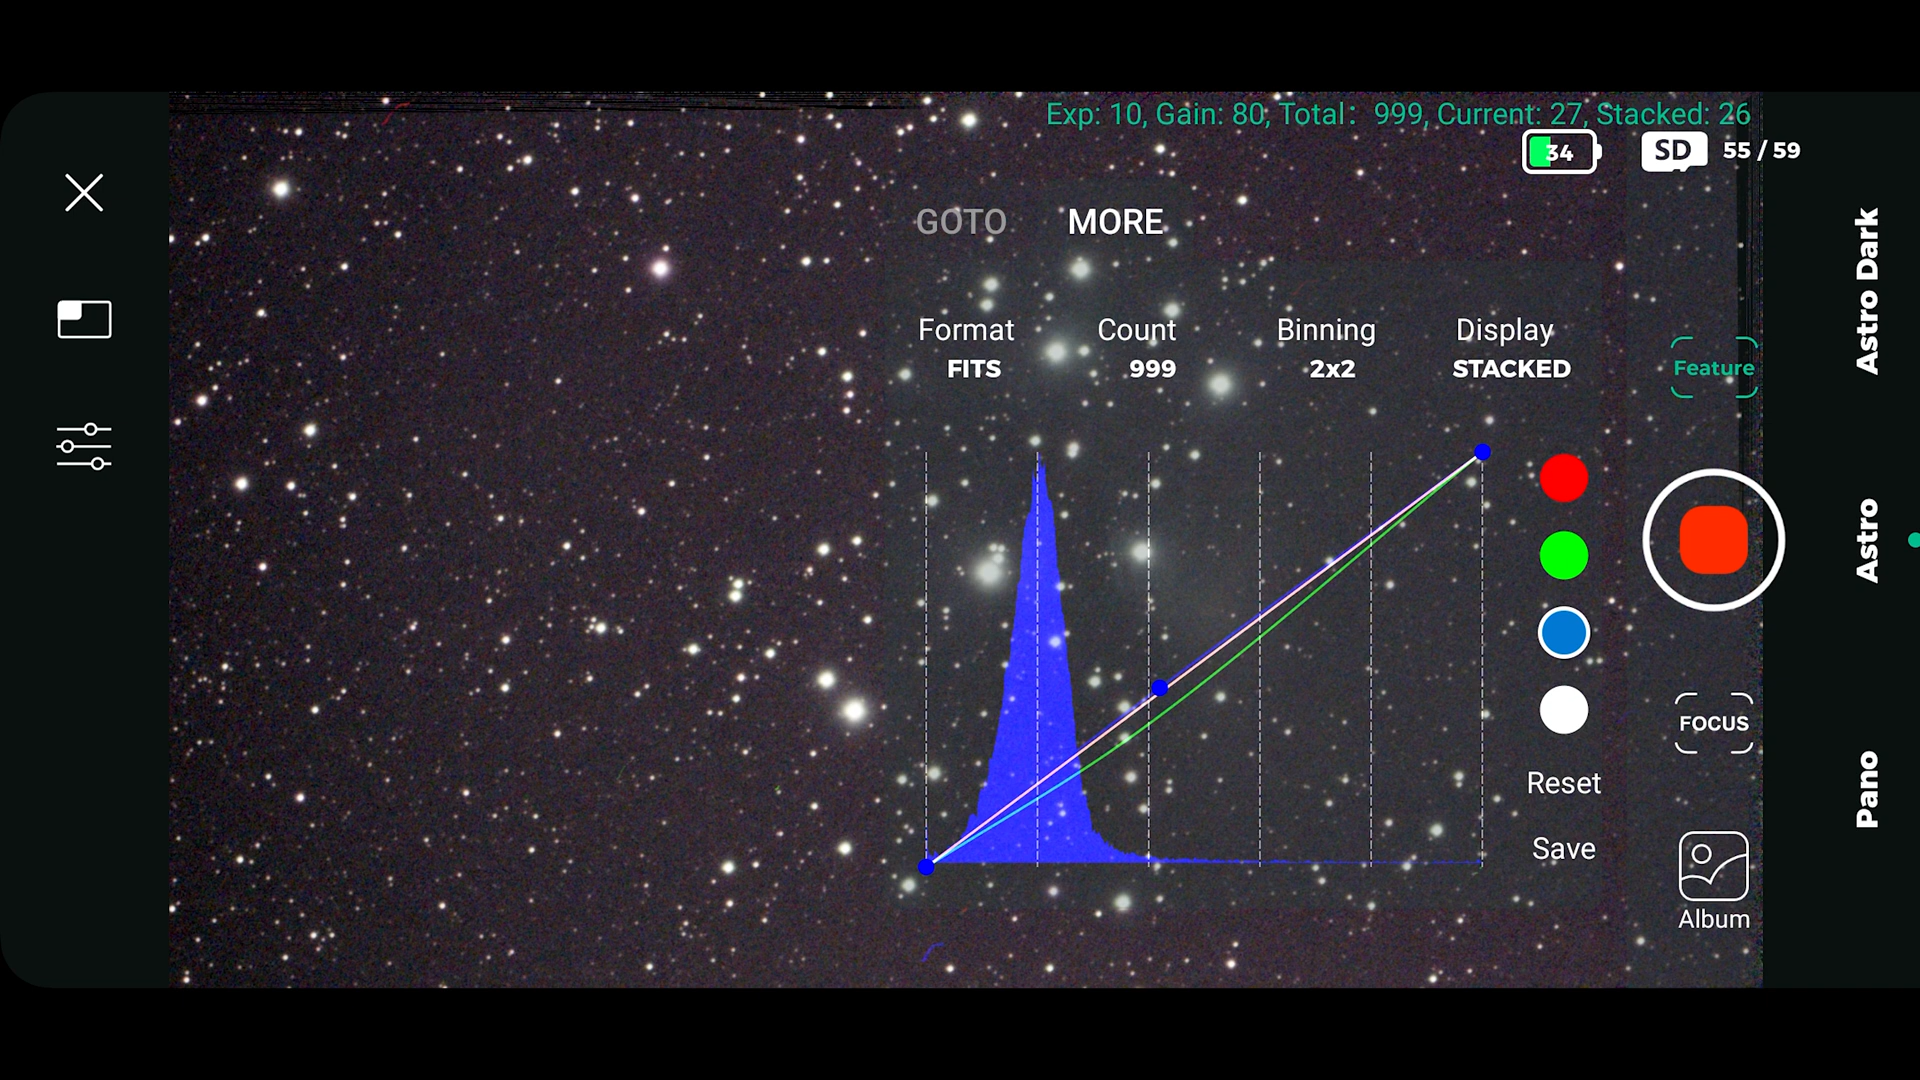 Exp: 10, Gain: 80, Total: 999, Current: 27, Stacked: 26
34
SD 55 / 59
GOTO MORE
Format Count Binning Display
FITS 999 2x2 STACKED
Feature
FOCUS
Reset
Save
Album
Astro Dark
Astro
Pano